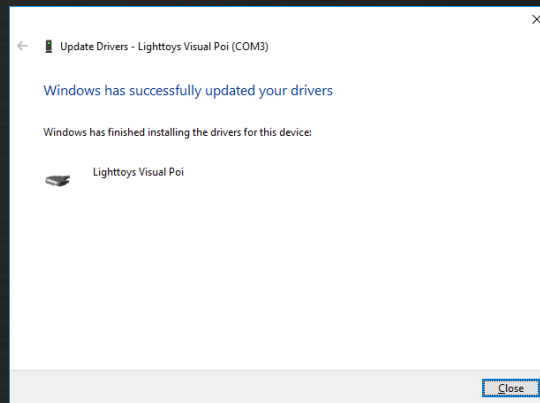 Update Drivers - Lighttoys Visual Poi (COM3)
Windows has successfully updated your drivers
Windows has finished installing the drivers for this device:
Lighttoys Visual Poi
Close